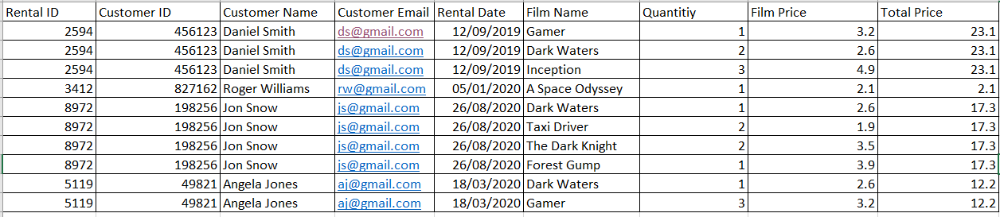 Rental ID Customer ID Customer Name Customer Email Rental Date Film Name Quantitiy Film Price Total Price
2594 456123 Daniel Smith ds@gmail.com 12/09/2019 Gamer 1 3.2 23.1
2594 456123 Daniel Smith ds@gmail.com 12/09/2019 Dark Waters 2 2.6 23.1
2594 456123 Daniel Smith ds@gmail.com 12/09/2019 Inception 3 4.9 23.1
3412 827162 Roger Williams rw@gmail.com 05/01/2020 A Space Odyssey 1 2.1 2.1
8972 198256 Jon Snow js@gmail.com 26/08/2020 Dark Waters 1 2.6 17.3
8972 198256 Jon Snow js@gmail.com 26/08/2020 Taxi Driver 2 1.9 17.3
8972 198256 Jon Snow js@gmail.com 26/08/2020 The Dark Knight 2 3.5 17.3
8972 198256 Jon Snow js@gmail.com 26/08/2020 Forest Gump 1 3.9 17.3
5119 49821 Angela Jones aj@gmail.com 18/03/2020 Dark Waters 1 2.6 12.2
5119 49821 Angela Jones aj@gmail.com 18/03/2020 Gamer 3 3.2 12.2